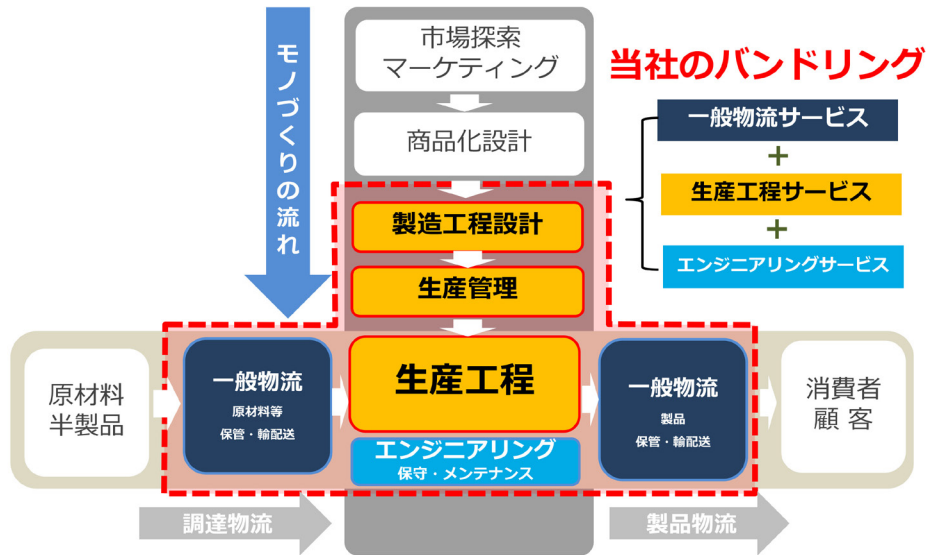 モノづくりの流れ
市場探索
マーケティング
商品化設計
製造工程設計
生産管理
当社のバンドリング
一般物流サービス
+
生産工程サービス
+
エンジニアリングサービス
原材料
半製品
一般物流
原材料等
保管・輸配送
生産工程
エンジニアリング
保守・メンテナンス
一般物流
製品
保管・輸配送
消費者
顧 客
調達物流
製品物流